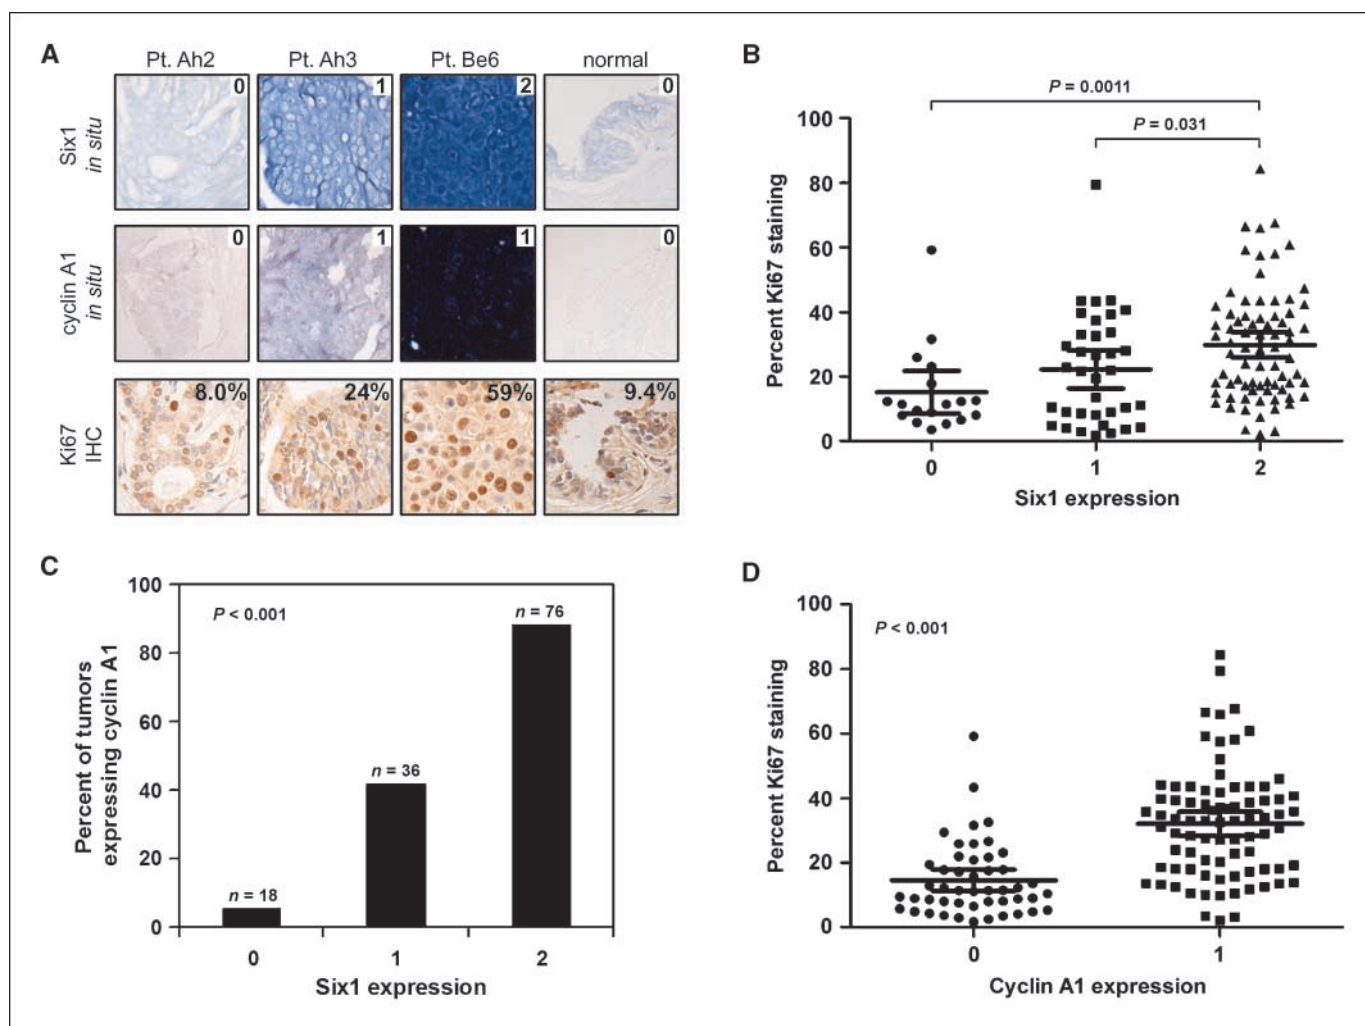 A
Pt. Ah2 Pt. Ah3 Pt. Be6 normal
Six1
in situ
0 1 2 0
cyclin A1
in situ
0 1 1 0
Ki67
IHC
8.0% 24% 59% 9.4%
B
P = 0.0011
P = 0.031
Percent Ki67 staining
100
80
60
40
20
0
0 1 2
Six1 expression
C
P < 0.001
Percent of tumors
expressing cyclin A1
100
80
60
40
20
0
n = 18
n = 36
n = 76
0 1 2
Six1 expression
D
P < 0.001
Percent Ki67 staining
100
80
60
40
20
0
0 1
Cyclin A1 expression